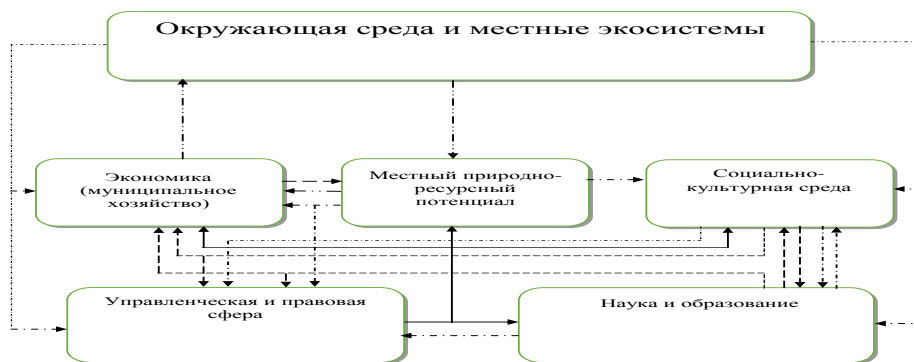 Окружающая среда и местные экосистемы
Экономика
(муниципальное
хозяйство)
Местный природно-
ресурсный
потенциал
Социально-
культурная среда
Управленческая и правовая
сфера
Наука и образование